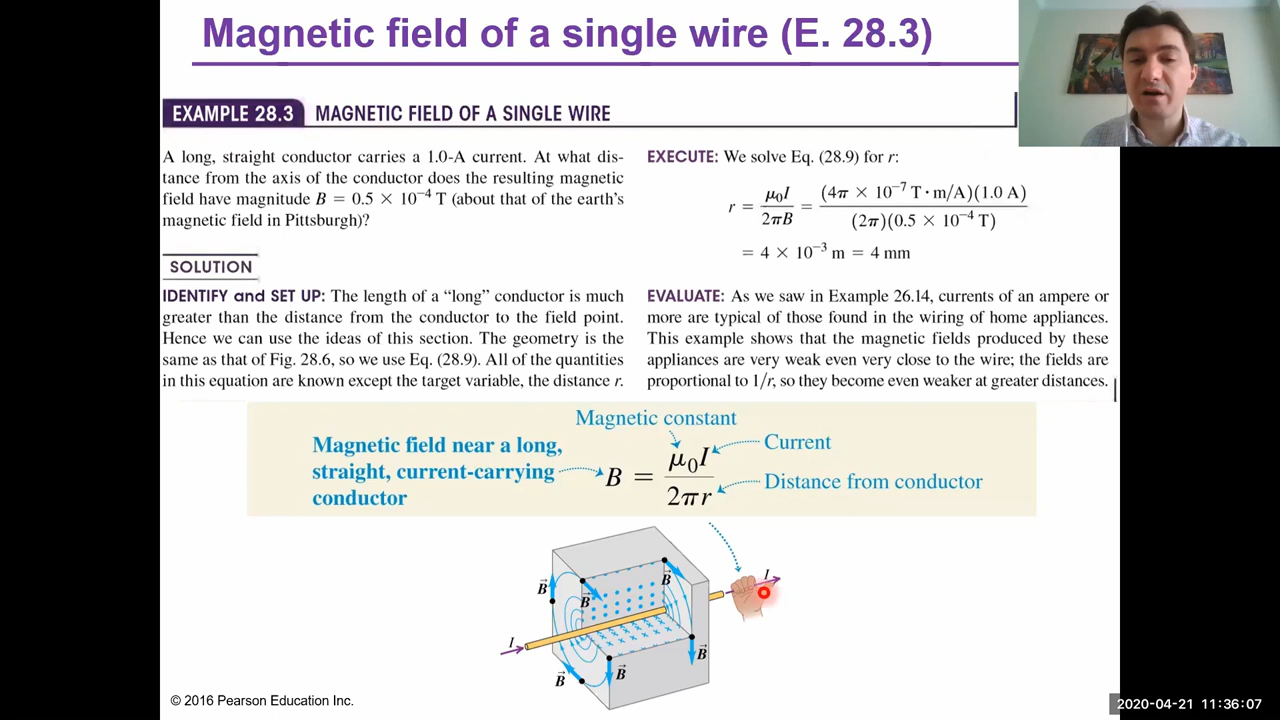 Magnetic field of a single wire (E. 28.3)
EXAMPLE 28.3 MAGNETIC FIELD OF A SINGLE WIRE
A long, straight conductor carries a 1.0-A current. At what dis-
tance from the axis of the conductor does the resulting magnetic
field have magnitude B = 0.5 × 10⁻⁴ T (about that of the earth's
magnetic field in Pittsburgh)?
SOLUTION
IDENTIFY and SET UP: The length of a “long” conductor is much
greater than the distance from the conductor to the field point.
Hence we can use the ideas of this section. The geometry is the
same as that of Fig. 28.6, so we use Eq. (28.9). All of the quantities
in this equation are known except the target variable, the distance r.
EXECUTE: We solve Eq. (28.9) for r:
r = μ₀I / 2πB = (4π × 10⁻⁷ T·m/A)(1.0 A) / (2π)(0.5 × 10⁻⁴ T)
= 4 × 10⁻³ m = 4 mm
EVALUATE: As we saw in Example 26.14, currents of an ampere or
more are typical of those found in the wiring of home appliances.
This example shows that the magnetic fields produced by these
appliances are very weak even very close to the wire; the fields are
proportional to 1/r, so they become even weaker at greater distances.
Magnetic constant
Magnetic field near a long,
straight, current-carrying
conductor
B = μ₀I / 2πr
Current
Distance from conductor
B⃗
B⃗
B⃗
I
I
B⃗
B⃗
B⃗
© 2016 Pearson Education Inc.
2020-04-21 11:36:07